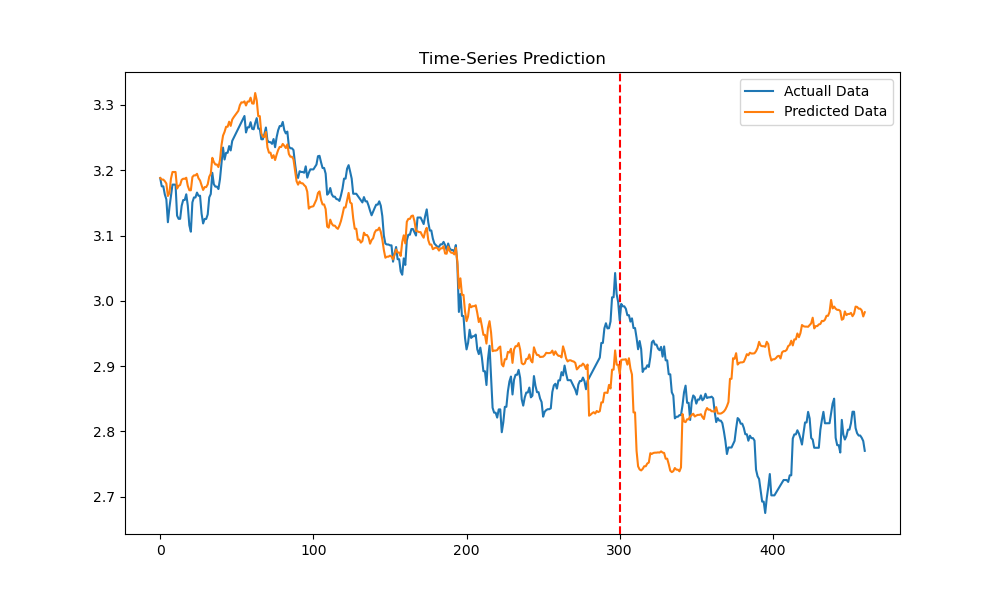 Time-Series Prediction
Actuall Data
Predicted Data
3.3
3.2
3.1
3.0
2.9
2.8
2.7
0 100 200 300 400